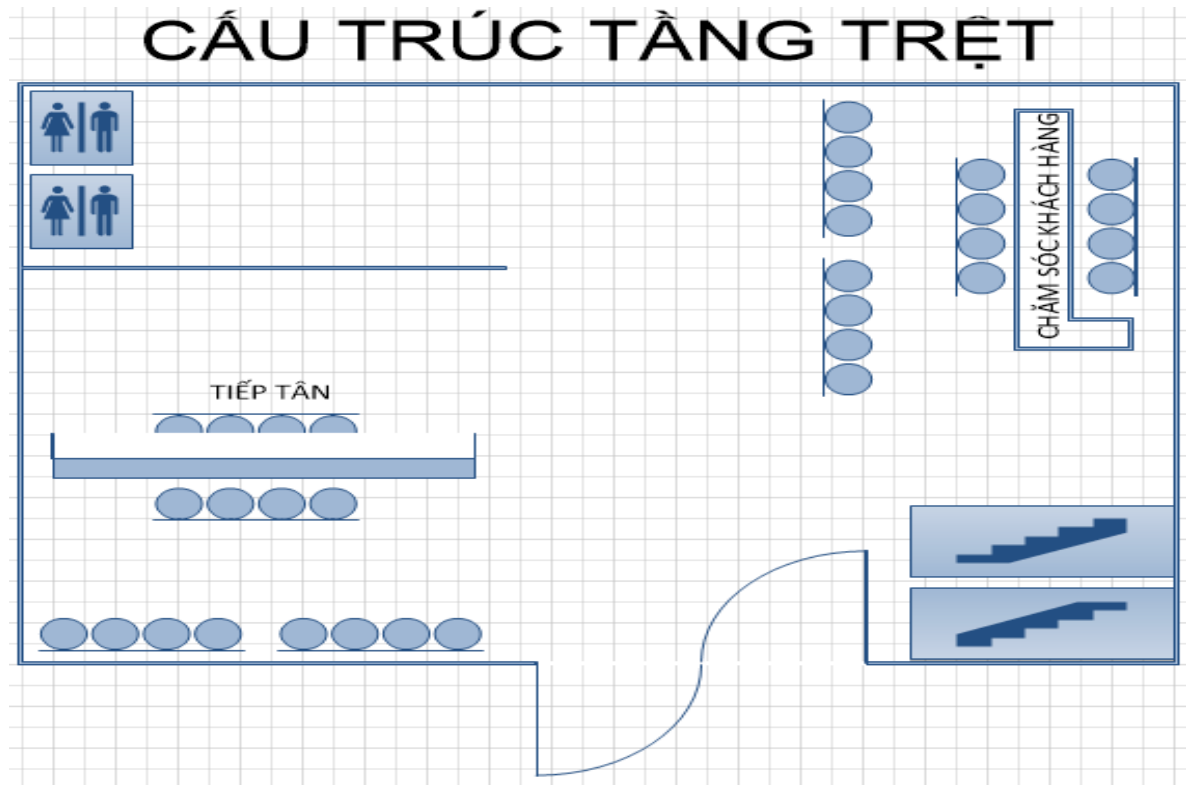 CẤU TRÚC TẦNG TRỆT
CHĂM SÓC KHÁCH HÀNG
TIẾP TÂN